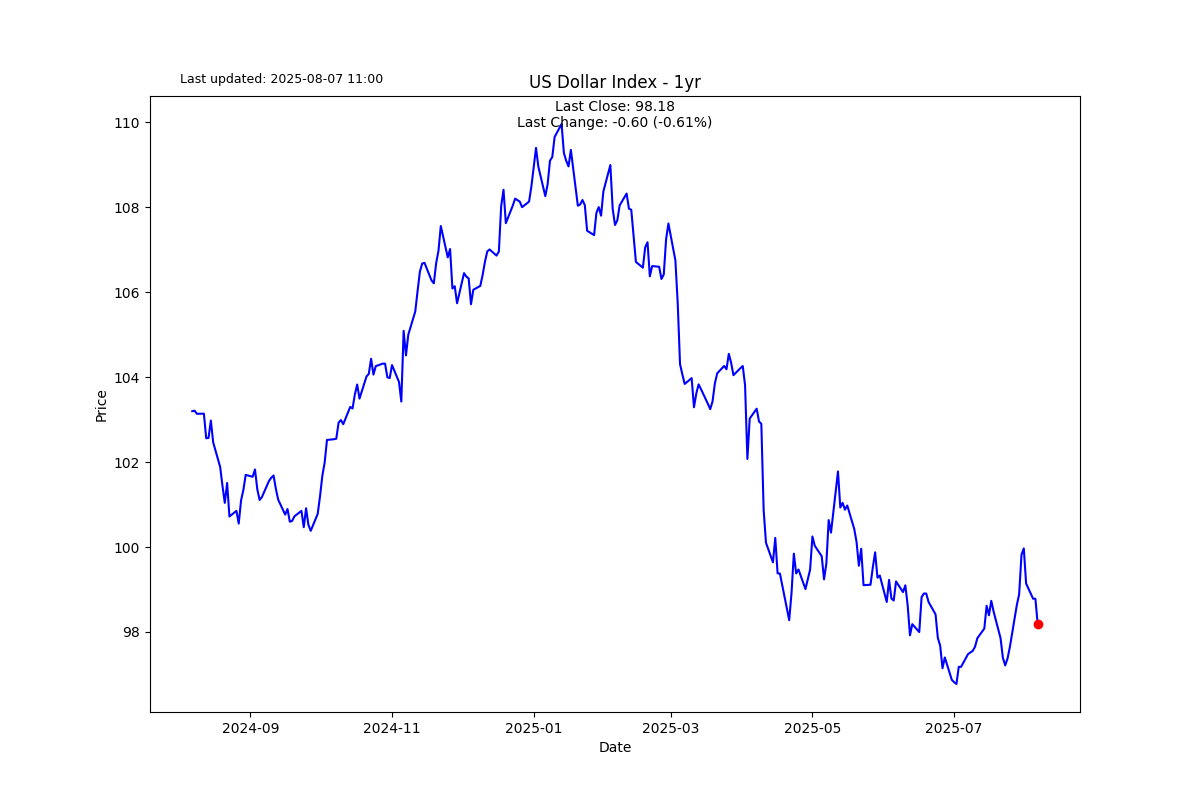 Last updated: 2025-08-07 11:00
US Dollar Index - 1yr
Last Close: 98.18
Last Change: -0.60 (-0.61%)
110
108
106
104
102
100
98
Price
2024-09
2024-11
2025-01
2025-03
2025-05
2025-07
Date